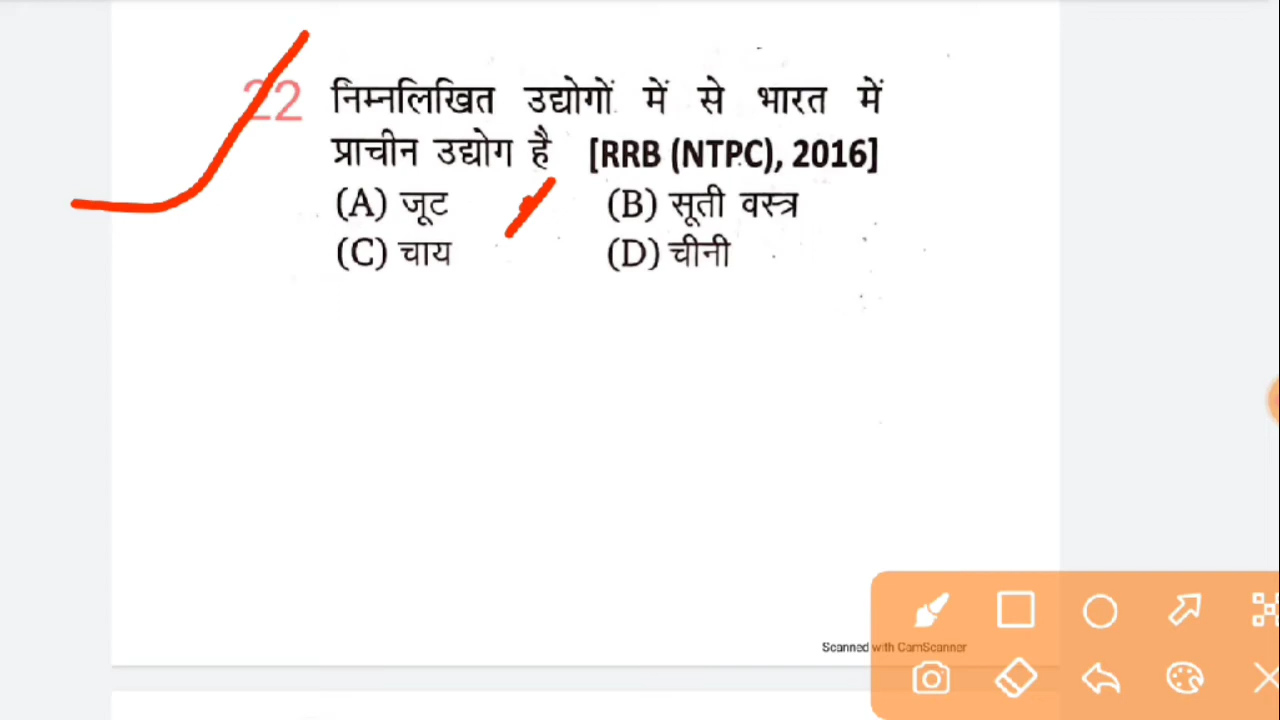 22 निम्नलिखित उद्योगों में से भारत में
प्राचीन उद्योग है [RRB (NTPC), 2016]
(A) जूट (B) सूती वस्त्र
(C) चाय (D) चीनी
Scanned with CamScanner